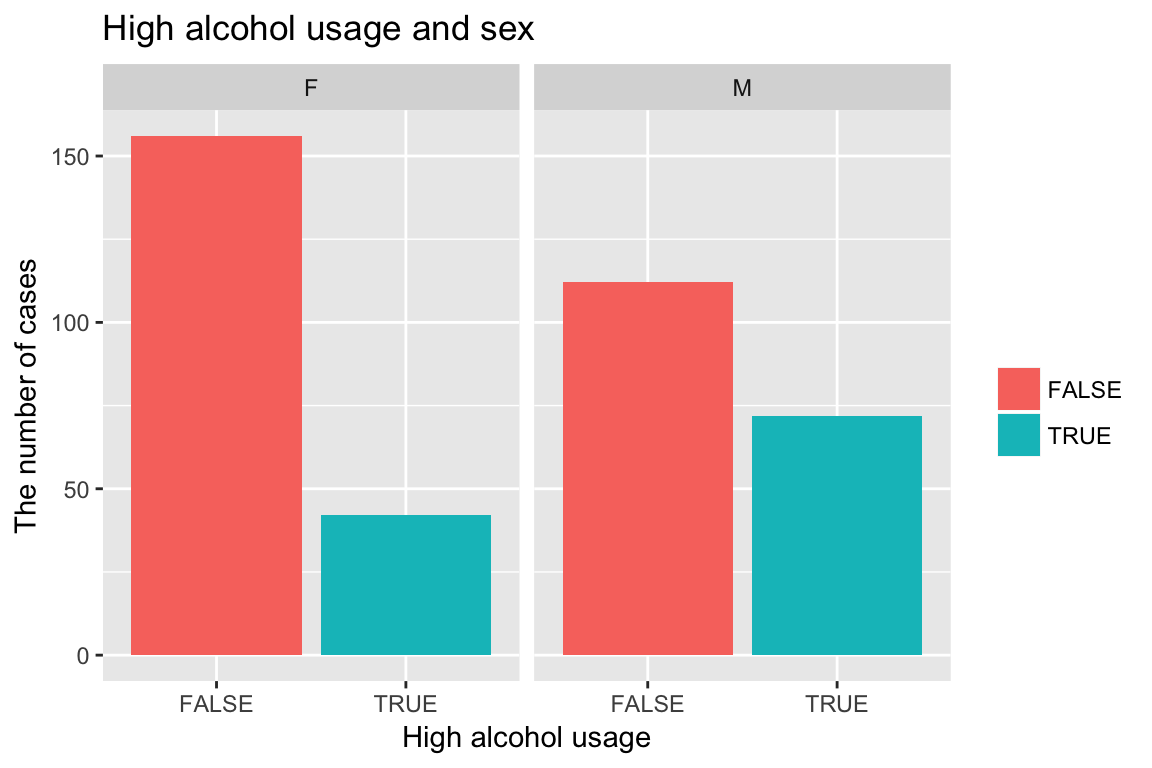 High alcohol usage and sex
F
M
The number of cases
150
100
50
0
FALSE
TRUE
FALSE
TRUE
High alcohol usage
FALSE
TRUE